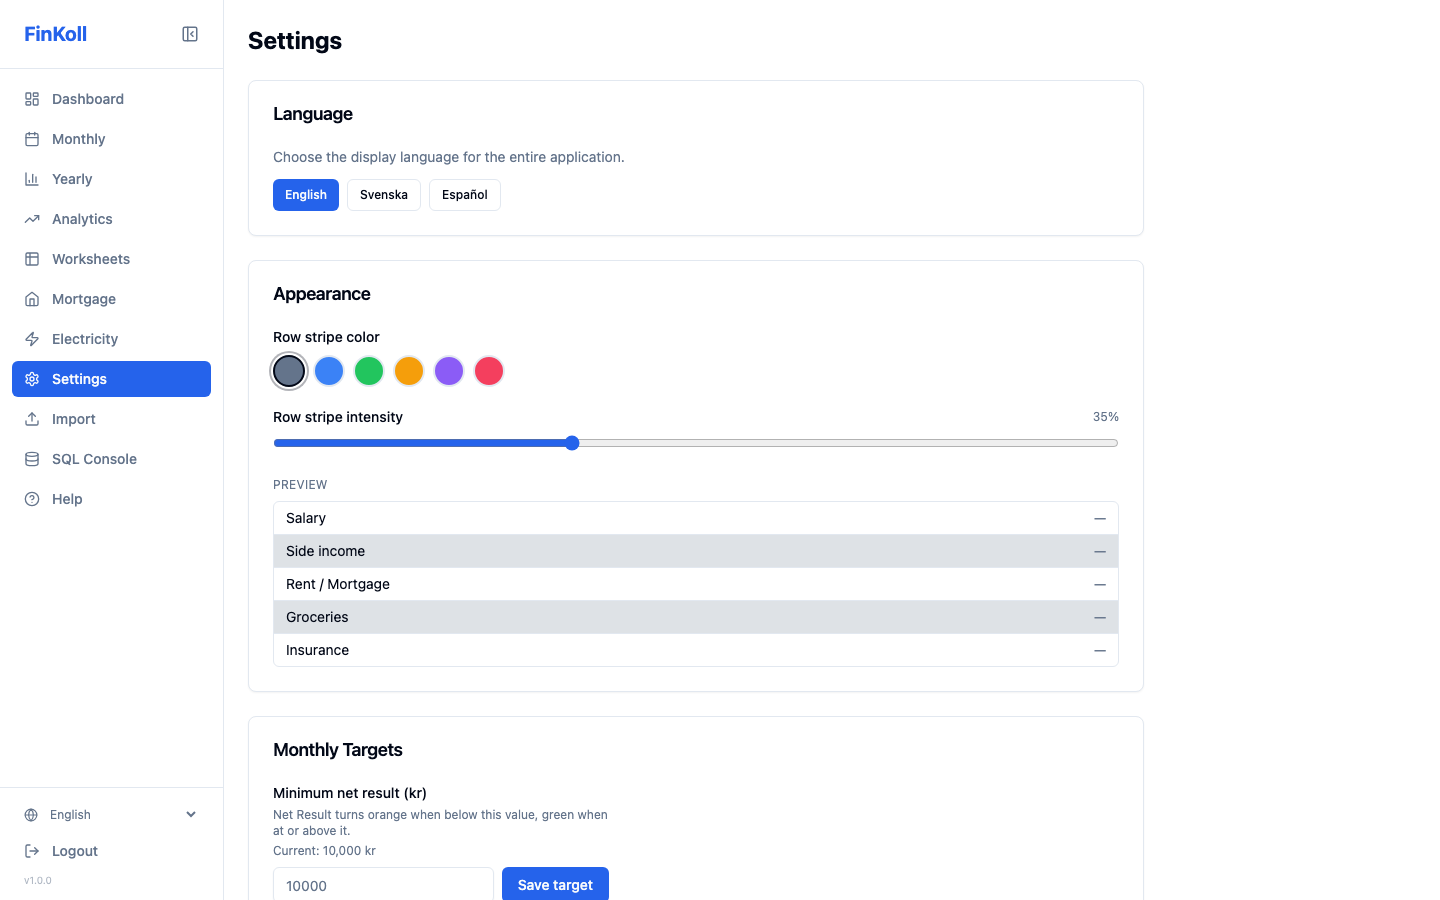 FinKoll
Dashboard
Monthly
Yearly
Analytics
Worksheets
Mortgage
Electricity
Settings
Import
SQL Console
Help
English
Logout
v1.0.0
Settings
Language
Choose the display language for the entire application.
English
Svenska
Español
Appearance
Row stripe color
Row stripe intensity
35%
PREVIEW
Salary —
Side income —
Rent / Mortgage —
Groceries —
Insurance —
Monthly Targets
Minimum net result (kr)
Net Result turns orange when below this value, green when
at or above it.
Current: 10,000 kr
10000
Save target